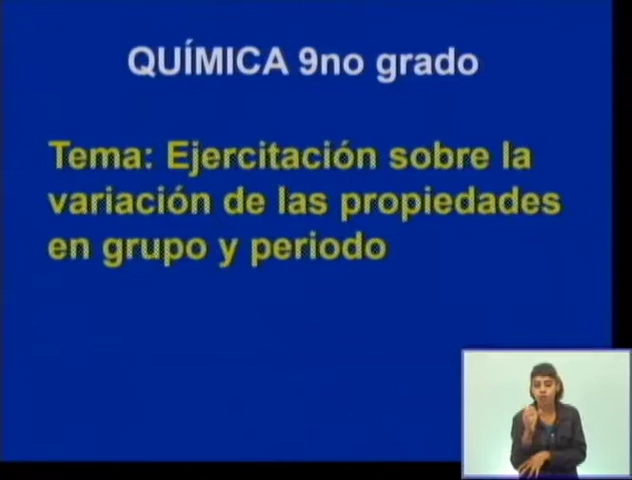 QUÍMICA 9no grado
Tema: Ejercitación sobre la
variación de las propiedades
en grupo y periodo